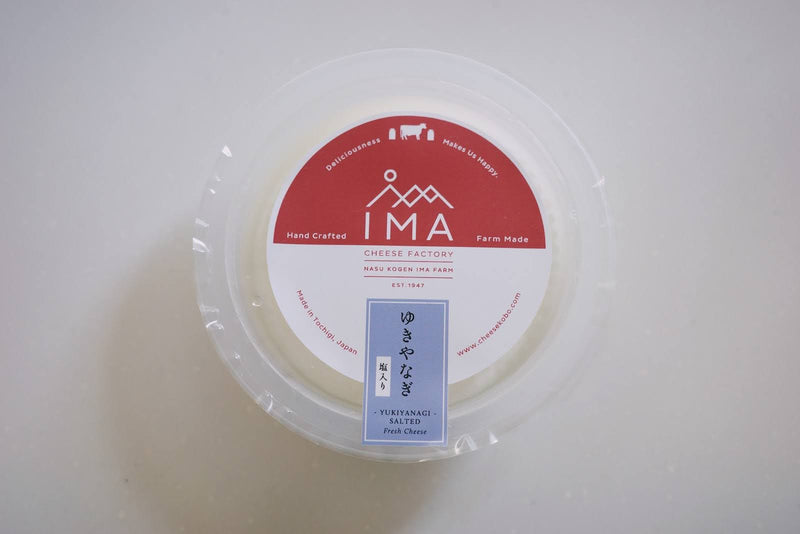 Deliciousness Makes Us Happy.
IMA
Hand Crafted
Farm Made
CHEESE FACTORY
NASU KOGEN IMA FARM
EST.1947
Made in Tochigi, Japan
www.cheesekobo.com
ゆきやなぎ
塩入り
- YUKIYANAGI -
SALTED
Fresh Cheese